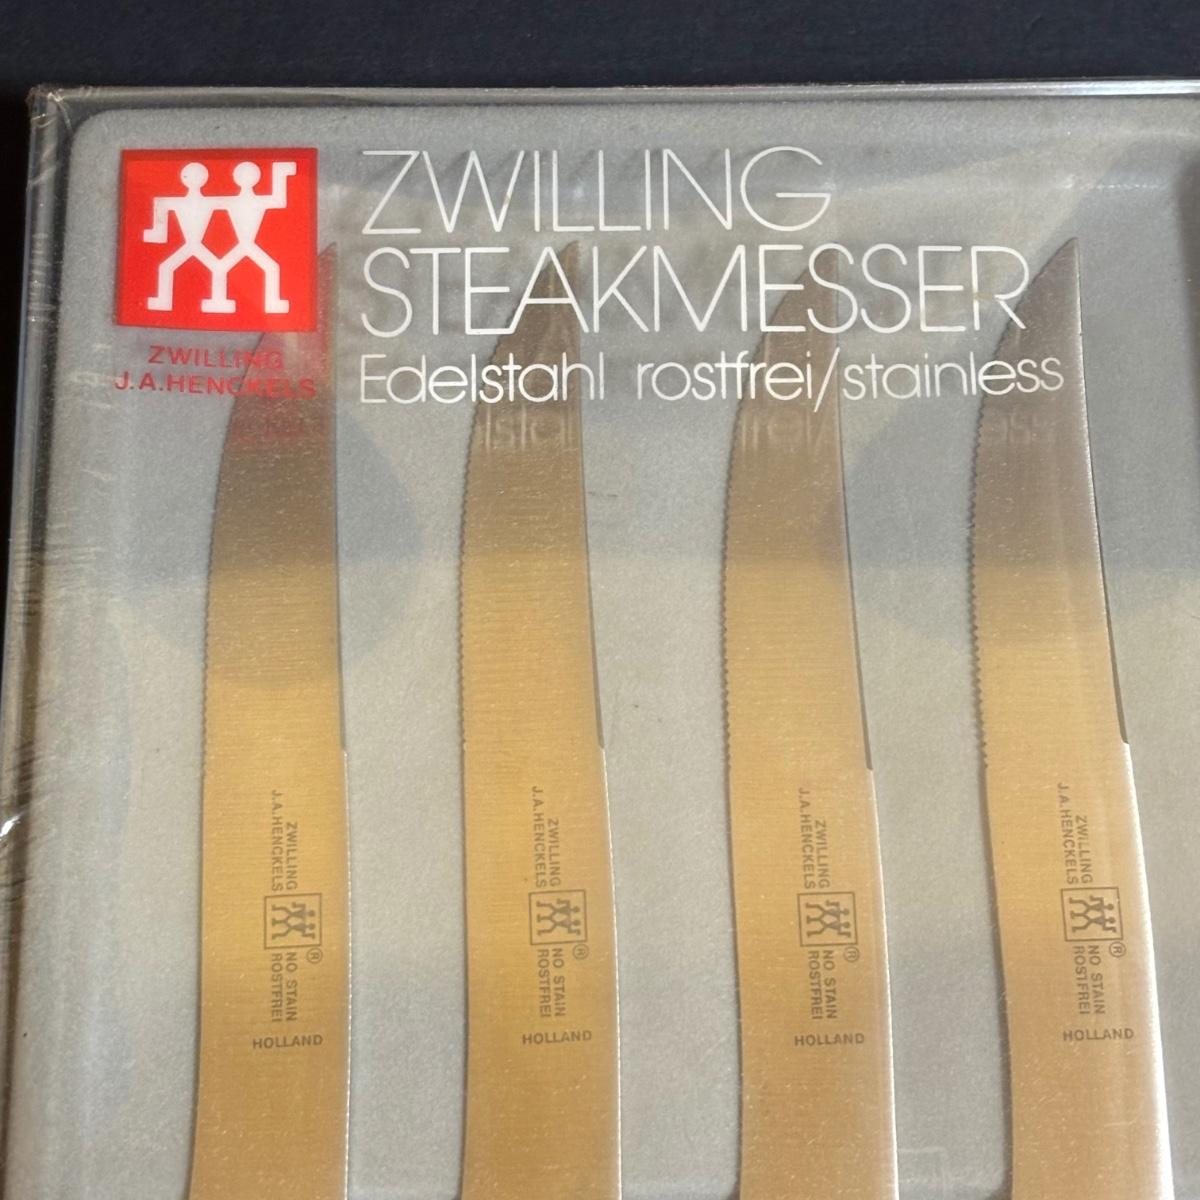 ZWILLING
STEAKMESSER
Edelstahl rostfrei/stainless
ZWILLING
J.A.HENCKELS
ZWILLING
J.A.HENCKELS
®
NO STAIN
ROSTFREI
HOLLAND
ZWILLING
J.A.HENCKELS
®
NO STAIN
ROSTFREI
HOLLAND
ZWILLING
J.A.HENCKELS
®
NO STAIN
ROSTFREI
HOLLAND
ZWILLING
J.A.HENCKELS
®
NO STAIN
ROSTFREI
HOLLAND